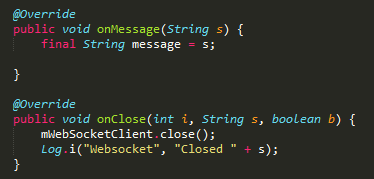 @Override
public void onMessage(String s) {
final String message = s;
}
@Override
public void onClose(int i, String s, boolean b) {
mWebSocketClient.close();
Log.i("Websocket", "Closed " + s);
}